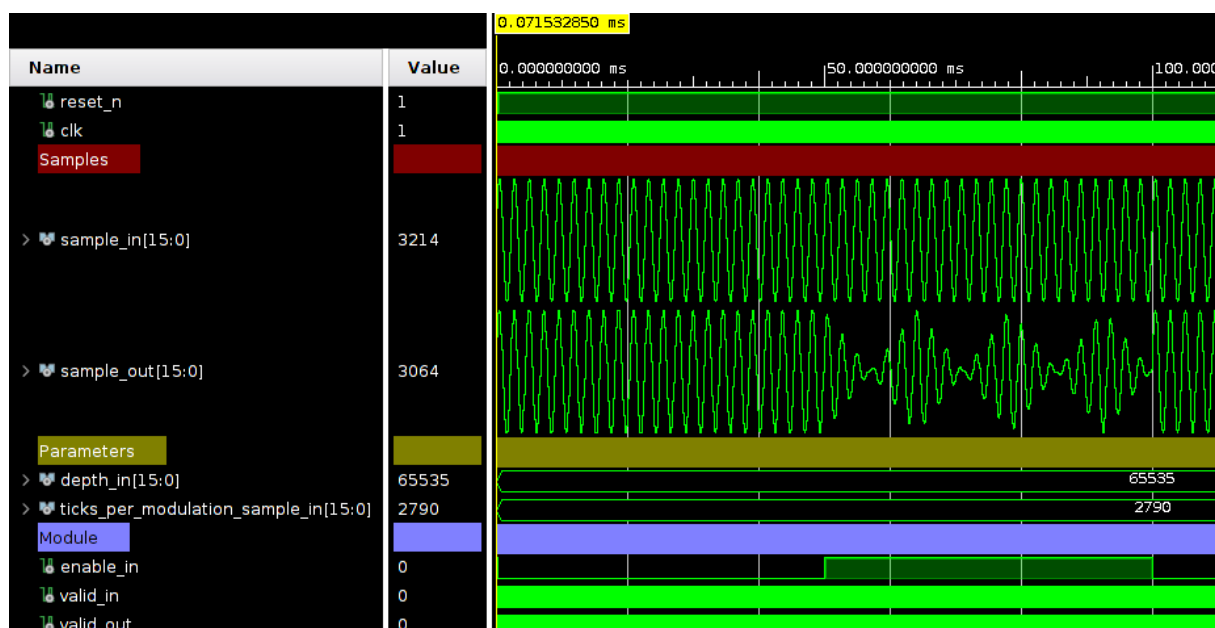 0.071532850 ms
Name Value 0.000000000 ms 50.000000000 ms 100.000
reset_n 1
clk 1
Samples
sample_in[15:0] 3214
sample_out[15:0] 3064
Parameters
depth_in[15:0] 65535 65535
ticks_per_modulation_sample_in[15:0] 2790 2790
Module
enable_in 0
valid_in 0
valid_out 0